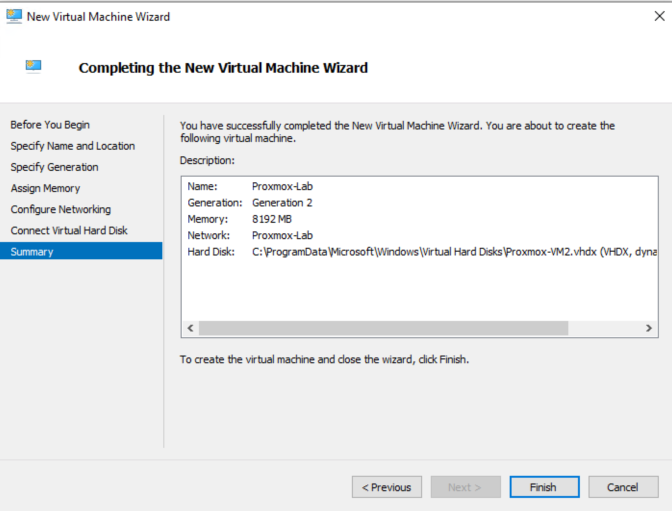 New Virtual Machine Wizard
Completing the New Virtual Machine Wizard
Before You Begin
Specify Name and Location
Specify Generation
Assign Memory
Configure Networking
Connect Virtual Hard Disk
Summary
You have successfully completed the New Virtual Machine Wizard. You are about to create the
following virtual machine.
Description:
Name: Proxmox-Lab
Generation: Generation 2
Memory: 8192 MB
Network: Proxmox-Lab
Hard Disk: C:\ProgramData\Microsoft\Windows\Virtual Hard Disks\Proxmox-VM2.vhdx (VHDX, dyna
To create the virtual machine and close the wizard, click Finish.
< Previous
Next >
Finish
Cancel